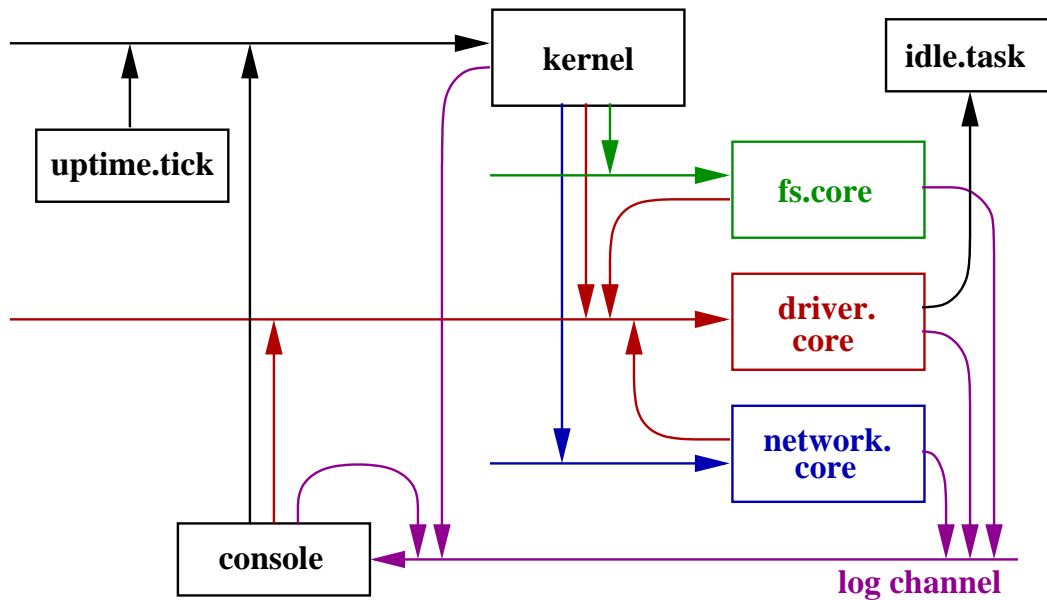 kernel
idle.task
uptime.tick
fs.core
driver.
core
network.
core
console
log channel